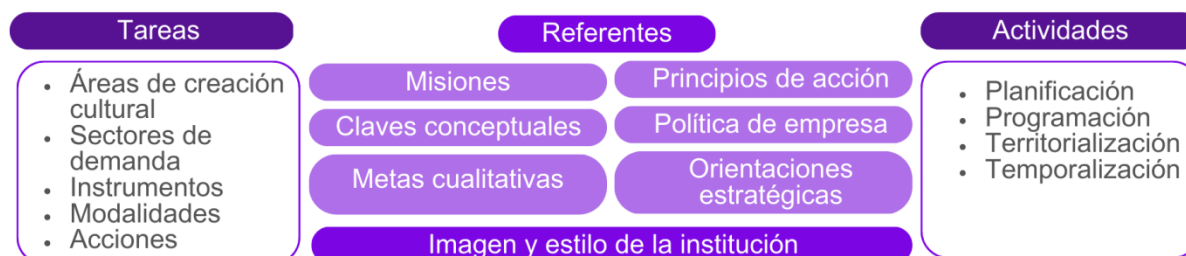 Tareas
Áreas de creación
cultural
Sectores de
demanda
Instrumentos
Modalidades
Acciones
Referentes
Misiones
Principios de acción
Claves conceptuales
Política de empresa
Metas cualitativas
Orientaciones
estratégicas
Imagen y estilo de la institución
Actividades
Planificación
Programación
Territorialización
Temporalización